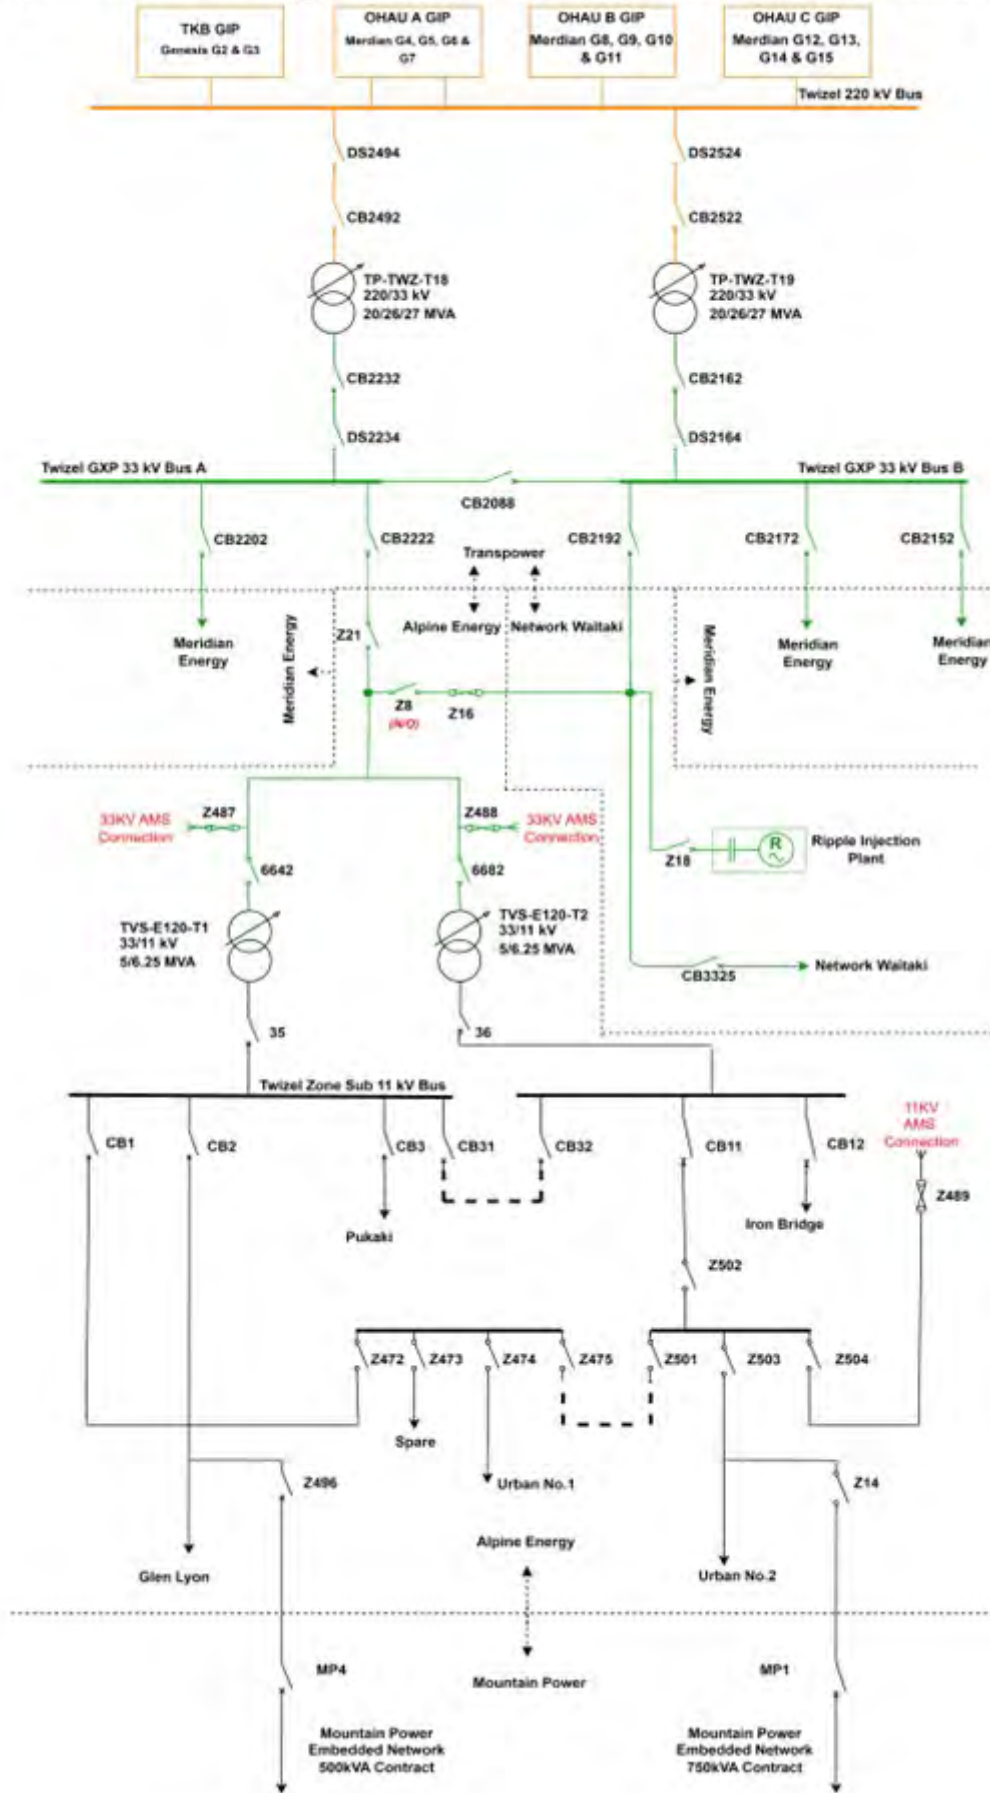 TKB GIP
Genesis G2 & G3
OHAU A GIP
Merdian G4, G5, G6 &
G7
OHAU B GIP
Merdian G8, G9, G10
& G11
OHAU C GIP
Merdian G12, G13,
G14 & G15
Twizel 220 kV Bus
DS2494
DS2524
CB2492
CB2522
TP-TWZ-T18
220/33 kV
20/26/27 MVA
TP-TWZ-T19
220/33 kV
20/26/27 MVA
CB2232
CB2162
DS2234
DS2164
Twizel GXP 33 kV Bus A
Twizel GXP 33 kV Bus B
CB2088
CB2202
CB2222
CB2192
CB2172
CB2152
Transpower
Alpine Energy
Network Waitaki
Z21
Meridian
Energy
Meridian Energy
Meridian Energy
Meridian
Energy
Meridian
Energy
Z8
(N/O)
Z16
33KV AMS
Connection
Z487
Z488
33KV AMS
Connection
Z18
R
Ripple Injection
Plant
6642
6682
TVS-E120-T1
33/11 kV
5/6.25 MVA
TVS-E120-T2
33/11 kV
5/6.25 MVA
CB3325
Network Waitaki
35
36
Twizel Zone Sub 11 kV Bus
CB1
CB2
CB3
CB31
CB32
CB11
CB12
11KV
AMS
Connection
Z489
Pukaki
Iron Bridge
Z502
Z472
Z473
Z474
Z475
Z501
Z503
Z504
Spare
Urban No.1
Z496
Z14
Alpine Energy
Glen Lyon
Urban No.2
MP4
MP1
Mountain Power
Mountain Power
Embedded Network
500kVA Contract
Mountain Power
Embedded Network
750kVA Contract